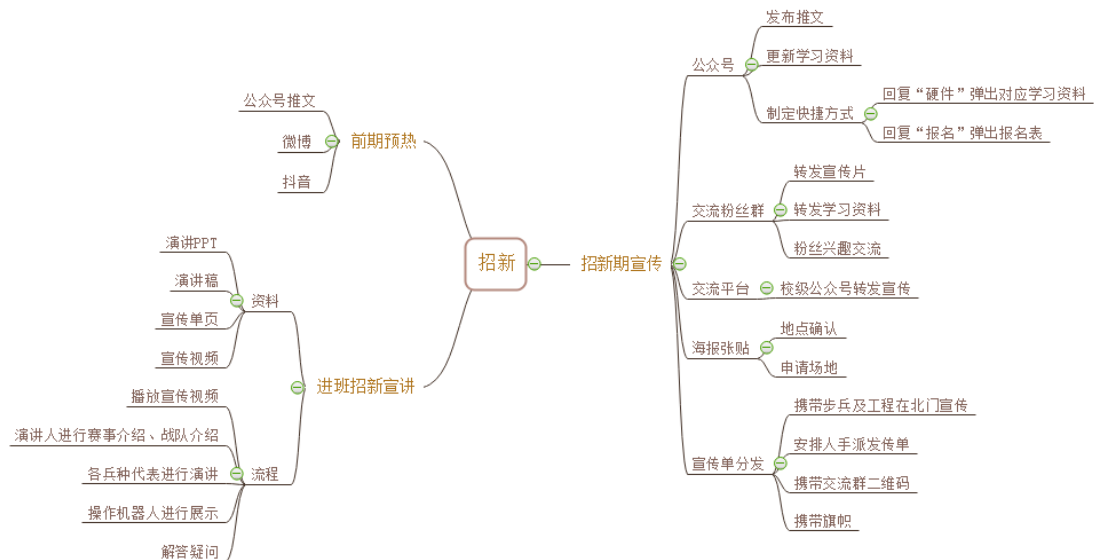 招新
前期预热
公众号推文
微博
抖音
进班招新宣讲
资料
演讲PPT
演讲稿
宣传单页
宣传视频
流程
播放宣传视频
演讲人进行赛事介绍、战队介绍
各兵种代表进行演讲
操作机器人进行展示
解答疑问
招新期宣传
公众号
发布推文
更新学习资料
制定快捷方式
回复“硬件”弹出对应学习资料
回复“报名”弹出报名表
交流粉丝群
转发宣传片
转发学习资料
粉丝兴趣交流
交流平台
校级公众号转发宣传
海报张贴
地点确认
申请场地
宣传单分发
携带步兵及工程在北门宣传
安排人手派发传单
携带交流群二维码
携带旗帜